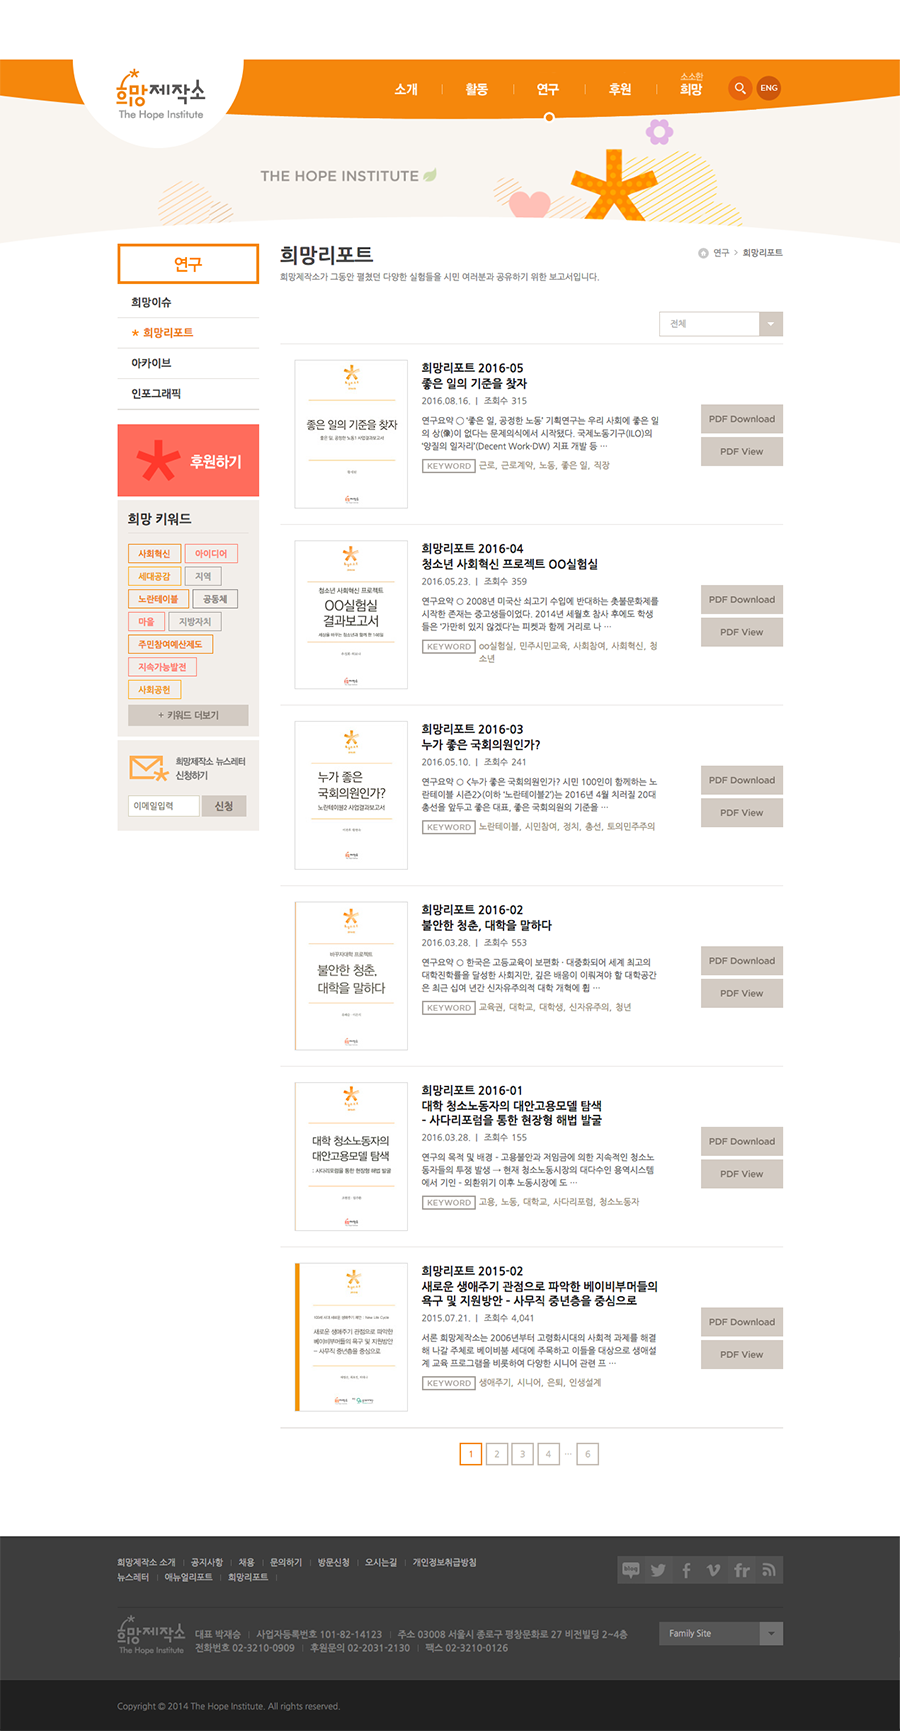 희망제작소
The Hope Institute
소개
활동
연구
후원
소소한
희망
ENG
THE HOPE INSTITUTE
연구
희망이슈
* 희망리포트
아카이브
인포그래픽
후원하기
희망 키워드
사회혁신 아이디어
세대공감 지역
노란테이블 공동체
마을 지방자치
주민참여예산제도
지속가능발전
사회공헌
+ 키워드 더보기
희망제작소 뉴스레터
신청하기
이메일입력 신청
희망리포트
연구 > 희망리포트
희망제작소가 그동안 펼쳤던 다양한 실험들을 시민 여러분과 공유하기 위한 보고서입니다.
전체
좋은 일의 기준을 찾자
좋은 일, 공정한 노동1 사업결과보고서
희망리포트 2016-05
좋은 일의 기준을 찾자
2016.08.16. | 조회수 315
연구요약 ○ '좋은 일, 공정한 노동' 기획연구는 우리 사회에 좋은 일
의 상(像)이 없다는 문제의식에서 시작됐다. 국제노동기구(ILO)의
'양질의 일자리'(Decent Work·DW) 지표 개발 등 …
KEYWORD 근로, 근로계약, 노동, 좋은 일, 직장
PDF Download
PDF View
청소년 사회혁신 프로젝트
OO실험실
결과보고서
세상을 바꾸는 청소년과 함께 한 149일
희망리포트 2016-04
청소년 사회혁신 프로젝트 OO실험실
2016.05.23. | 조회수 359
연구요약 ○ 2008년 미국산 쇠고기 수입에 반대하는 촛불문화제를
시작한 존재는 중고생들이었다. 2014년 세월호 참사 후에도 학생
들은 '가만히 있지 않겠다'는 피켓과 함께 거리로 나 …
KEYWORD oo실험실, 민주시민교육, 사회참여, 사회혁신, 청
소년
PDF Download
PDF View
누가 좋은
국회의원인가?
노란테이블2 사업결과보고서
희망리포트 2016-03
누가 좋은 국회의원인가?
2016.05.10. | 조회수 241
연구요약 ○ <누가 좋은 국회의원인가? 시민 100인이 함께하는 노
란테이블 시즌2>(이하 '노란테이블2')는 2016년 4월 치러질 20대
총선을 앞두고 좋은 대표, 좋은 국회의원의 기준을 …
KEYWORD 노란테이블, 시민참여, 정치, 총선, 토의민주주의
PDF Download
PDF View
바꾸자대학 프로젝트
불안한 청춘,
대학을 말하다
희망리포트 2016-02
불안한 청춘, 대학을 말하다
2016.03.28. | 조회수 553
연구요약 ○ 한국은 고등교육이 보편화 · 대중화되어 세계 최고의
대학진학률을 달성한 사회지만, 깊은 배움이 이뤄져야 할 대학공간
은 최근 십여 년간 신자유주의적 대학 개혁에 휩 …
KEYWORD 교육권, 대학교, 대학생, 신자유주의, 청년
PDF Download
PDF View
대학 청소노동자의
대안고용모델 탐색
: 사다리포럼을 통한 현장형 해법 발굴
희망리포트 2016-01
대학 청소노동자의 대안고용모델 탐색
- 사다리포럼을 통한 현장형 해법 발굴
2016.03.28. | 조회수 155
연구의 목적 및 배경 - 고용불안과 저임금에 의한 지속적인 청소노
동자들의 투쟁 발생 → 현재 청소노동시장의 대다수인 용역시스템
에서 기인 - 외환위기 이후 노동시장에 도 …
KEYWORD 고용, 노동, 대학교, 사다리포럼, 청소노동자
PDF Download
PDF View
새로운 생애주기 관점으로 파악한
베이비부머들의 욕구 및 지원방안
- 사무직 중년층을 중심으로
희망리포트 2015-02
새로운 생애주기 관점으로 파악한 베이비부머들의
욕구 및 지원방안 - 사무직 중년층을 중심으로
2015.07.21. | 조회수 4,041
서론 희망제작소는 2006년부터 고령화시대의 사회적 과제를 해결
해 나갈 주체로 베이비붐 세대에 주목하고 이들을 대상으로 생애설
계 교육 프로그램을 비롯하여 다양한 시니어 관련 프 …
KEYWORD 생애주기, 시니어, 은퇴, 인생설계
PDF Download
PDF View
1 2 3 4 … 6
희망제작소 소개 | 공지사항 | 채용 | 문의하기 | 방문신청 | 오시는길 | 개인정보취급방침
뉴스레터 | 애뉴얼리포트 | 희망리포트 |
blog
희망제작소
The Hope Institute
대표 박재승 | 사업자등록번호 101-82-14123 | 주소 03008 서울시 종로구 평창문화로 27 비전빌딩 2~4층
전화번호 02-3210-0909 | 후원문의 02-2031-2130 | 팩스 02-3210-0126
Family Site
Copyright © 2014 The Hope Institute. All rights reserved.